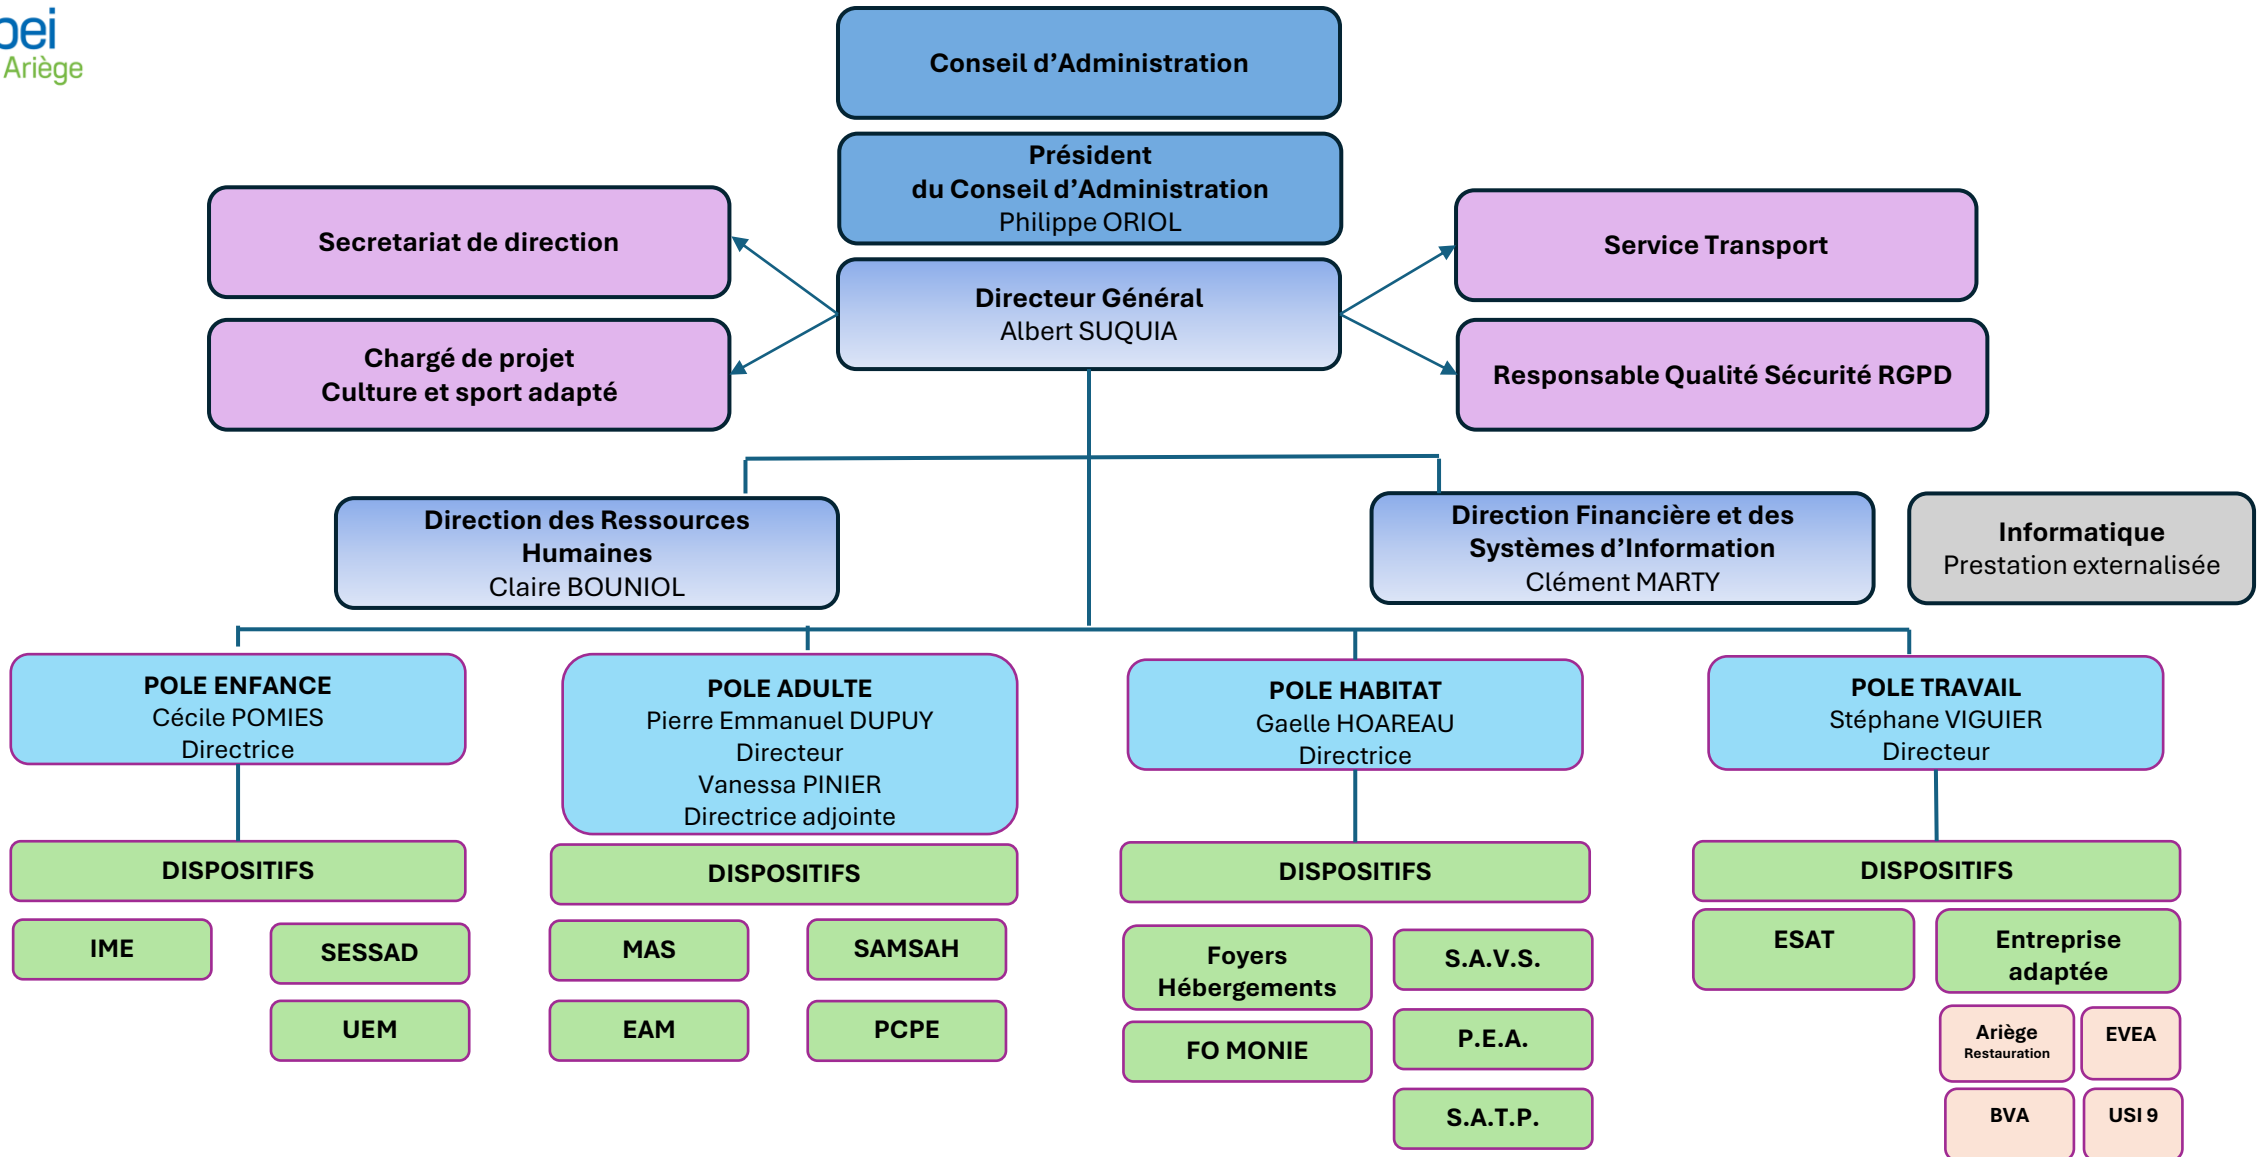 Ariège
Conseil d’Administration
Président
du Conseil d’Administration
Philippe ORIOL
Secretariat de direction
Service Transport
Directeur Général
Albert SUQUIA
Chargé de projet
Culture et sport adapté
Responsable Qualité Sécurité RGPD
Direction des Ressources
Humaines
Claire BOUNIOL
Direction Financière et des
Systèmes d’Information
Clément MARTY
Informatique
Prestation externalisée
POLE ENFANCE
Cécile POMIES
Directrice
POLE ADULTE
Pierre Emmanuel DUPUY
Directeur
Vanessa PINIER
Directrice adjointe
POLE HABITAT
Gaelle HOAREAU
Directrice
POLE TRAVAIL
Stéphane VIGUIER
Directeur
DISPOSITIFS
IME
SESSAD
UEM
DISPOSITIFS
MAS
SAMSAH
EAM
PCPE
DISPOSITIFS
Foyers
Hébergements
S.A.V.S.
FO MONIE
P.E.A.
S.A.T.P.
DISPOSITIFS
ESAT
Entreprise
adaptée
Ariège
Restauration
EVEA
BVA
USI 9